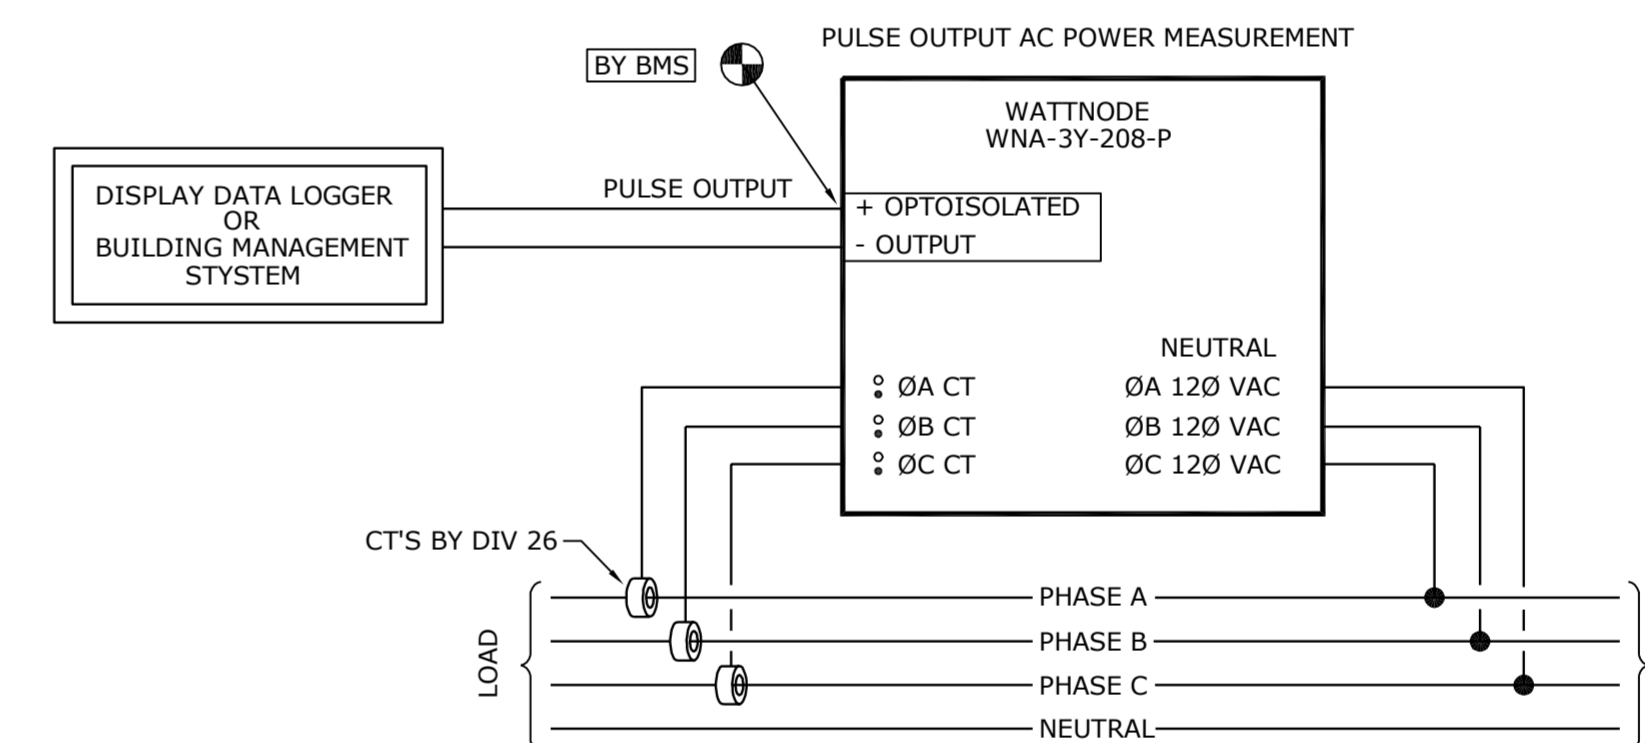 PULSE OUTPUT AC POWER MEASUREMENT
BY BMS
WATTNODE
WNA-3Y-208-P
DISPLAY DATA LOGGER
OR
BUILDING MANAGEMENT
STYSTEM
PULSE OUTPUT
+ OPTOISOLATED
- OUTPUT
NEUTRAL
ØA CT
ØA 12Ø VAC
ØB CT
ØB 12Ø VAC
ØC CT
ØC 12Ø VAC
CT'S BY DIV 26
LOAD
PHASE A
PHASE B
PHASE C
NEUTRAL